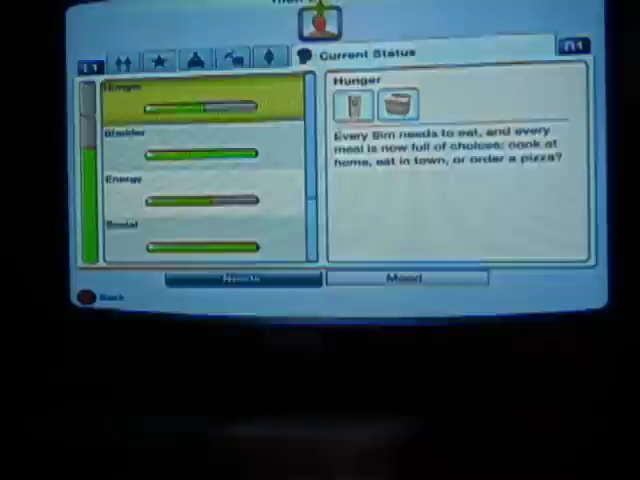 L1
Current Status
Hunger
Bladder
Energy
Social
Hunger
Every Sim needs to eat, and every
meal is now full of choices: cook at
home, eat in town, or order a pizza?
Needs
Mood
Back